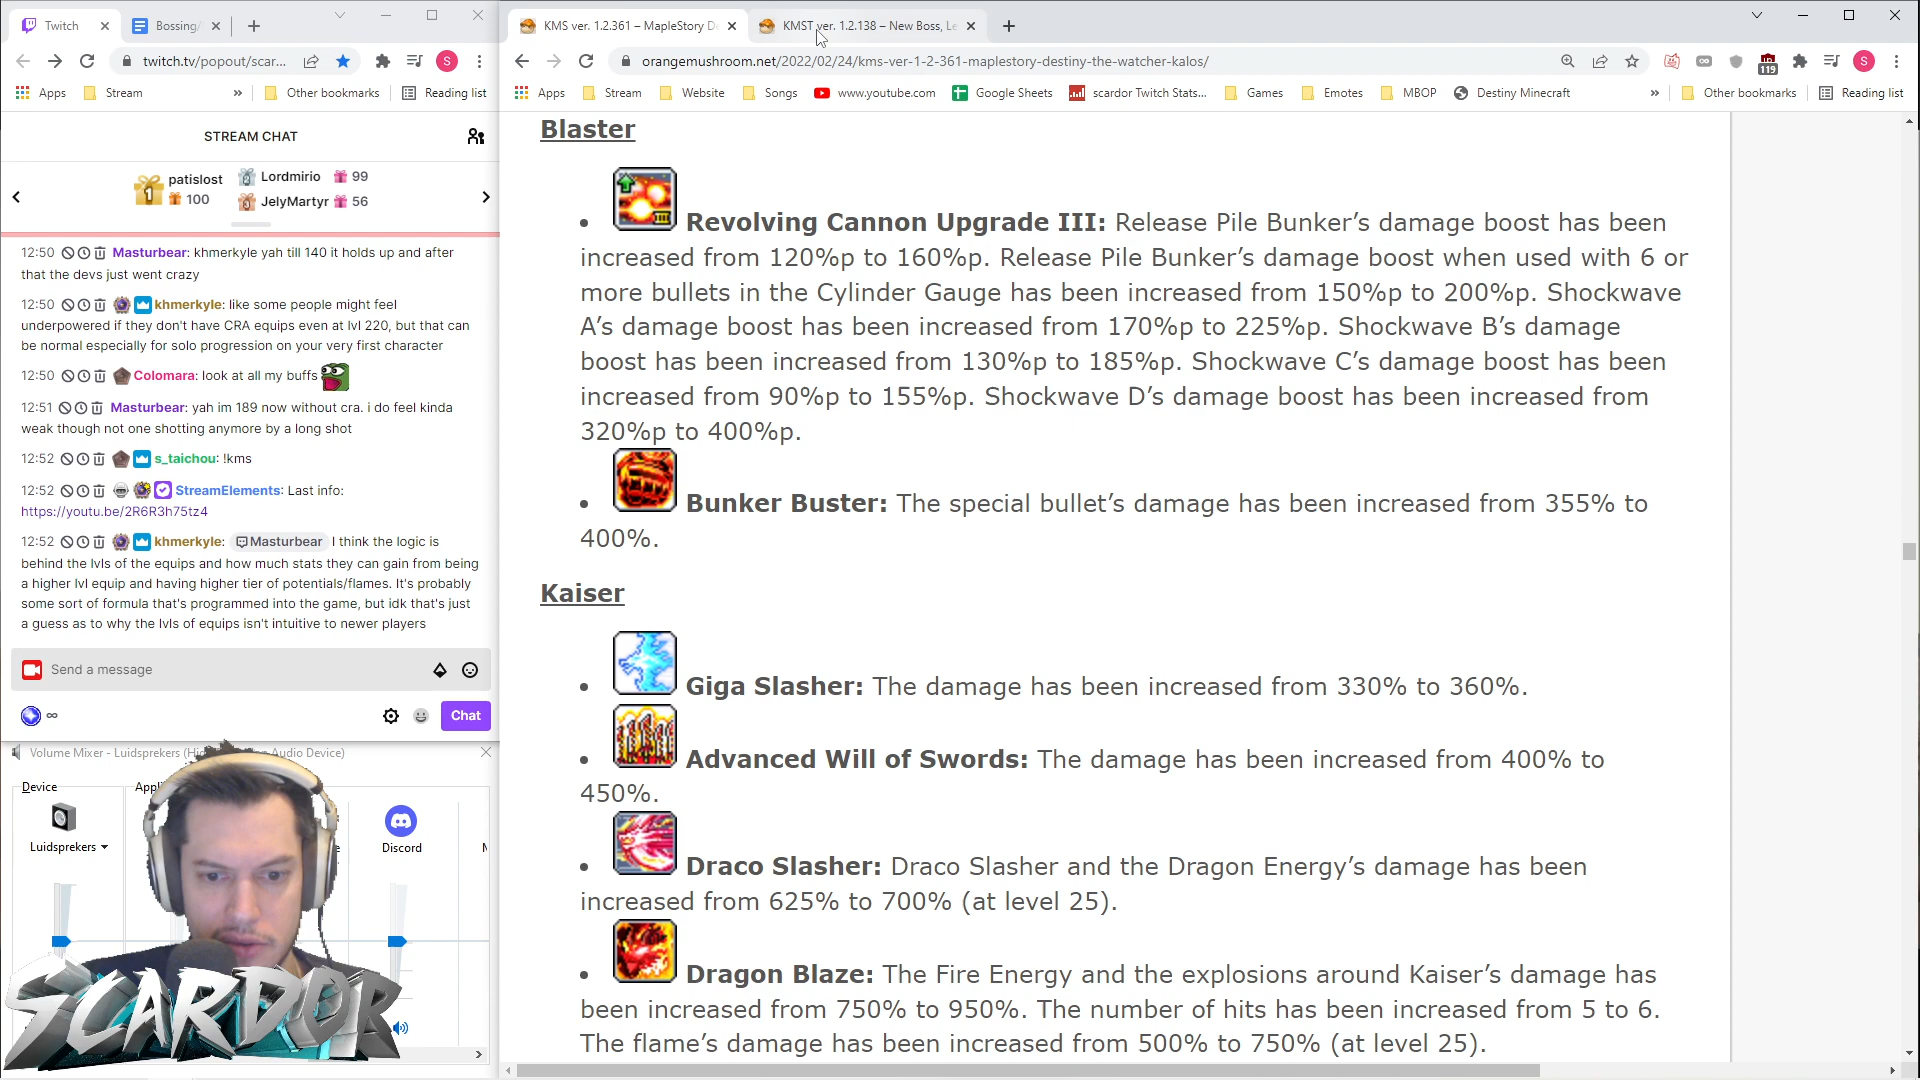 Twitch
Bossing/
KMS ver. 1.2.361 – MapleStory D
KMST ver. 1.2.138 – New Boss, Le
twitch.tv/popout/scar...
S
orangemushroom.net/2022/02/24/kms-ver-1-2-361-maplestory-destiny-the-watcher-kalos/
119
S
Apps
Stream
»
Other bookmarks
Reading list
Apps
Stream
Website
Songs
www.youtube.com
Google Sheets
scardor Twitch Stats...
Games
Emotes
MBOP
Destiny Minecraft
»
Other bookmarks
Reading list
STREAM CHAT
1 patislost
100
2 Lordmirio 99
3 JelyMartyr 56
12:50 Masturbear: khmerkyle yah till 140 it holds up and after
that the devs just went crazy
12:50 khmerkyle: like some people might feel
underpowered if they don't have CRA equips even at lvl 220, but that can
be normal especially for solo progression on your very first character
12:50 Colomara: look at all my buffs
12:51 Masturbear: yah im 189 now without cra. i do feel kinda
weak though not one shotting anymore by a long shot
12:52 s_taichou: !kms
12:52 StreamElements: Last info:
https://youtu.be/2R6R3h75tz4
12:52 khmerkyle: Masturbear I think the logic is
behind the lvls of the equips and how much stats they can gain from being
a higher lvl equip and having higher tier of potentials/flames. It's probably
some sort of formula that's programmed into the game, but idk that's just
a guess as to why the lvls of equips isn't intuitive to newer players
Send a message
∞
Chat
Volume Mixer - Luidsprekers (Hi
Audio Device)
Device
Appl
Luidsprekers
Discord
SCARDOR
Blaster
• Revolving Cannon Upgrade III: Release Pile Bunker’s damage boost has been
increased from 120%p to 160%p. Release Pile Bunker’s damage boost when used with 6 or
more bullets in the Cylinder Gauge has been increased from 150%p to 200%p. Shockwave
A’s damage boost has been increased from 170%p to 225%p. Shockwave B’s damage
boost has been increased from 130%p to 185%p. Shockwave C’s damage boost has been
increased from 90%p to 155%p. Shockwave D’s damage boost has been increased from
320%p to 400%p.
• Bunker Buster: The special bullet’s damage has been increased from 355% to
400%.
Kaiser
• Giga Slasher: The damage has been increased from 330% to 360%.
• Advanced Will of Swords: The damage has been increased from 400% to
450%.
• Draco Slasher: Draco Slasher and the Dragon Energy’s damage has been
increased from 625% to 700% (at level 25).
• Dragon Blaze: The Fire Energy and the explosions around Kaiser’s damage has
been increased from 750% to 950%. The number of hits has been increased from 5 to 6.
The flame’s damage has been increased from 500% to 750% (at level 25).